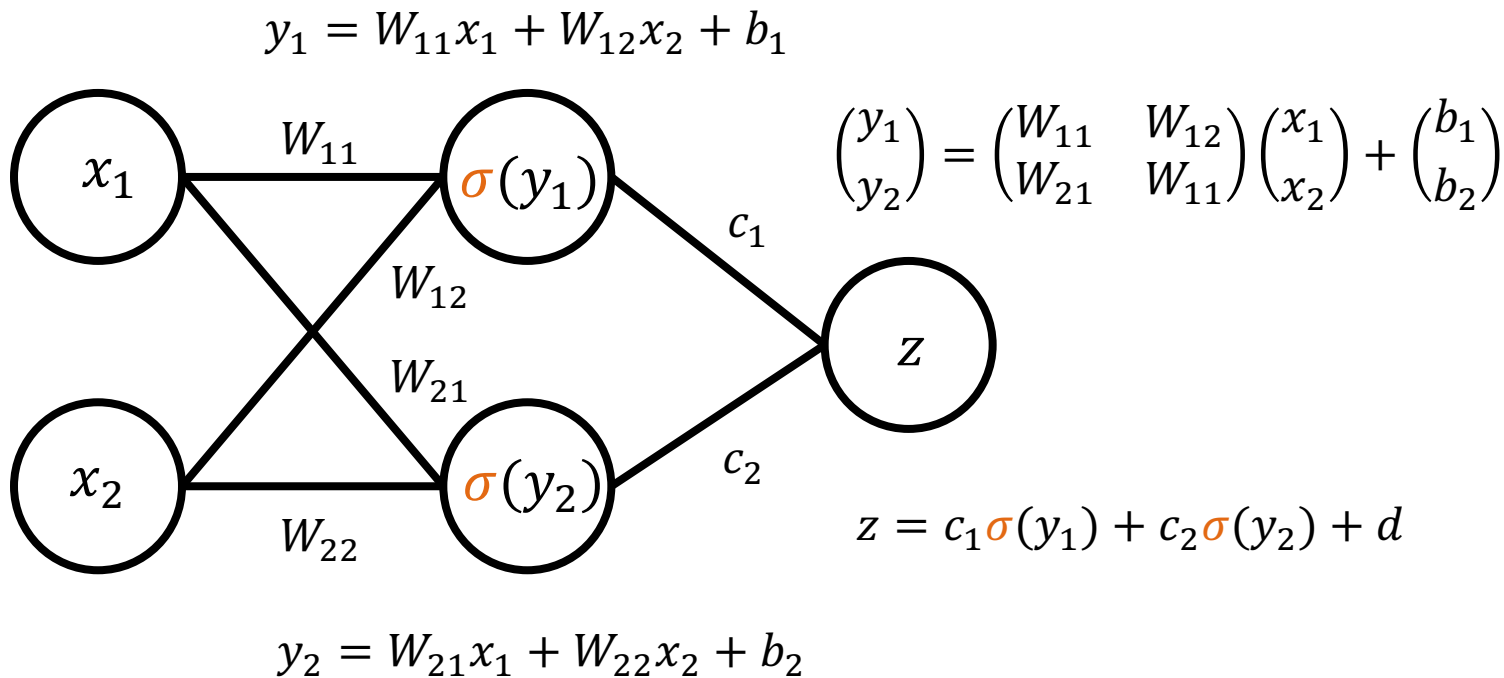 y₁ = W₁₁x₁ + W₁₂x₂ + b₁
x₁
W₁₁
σ(y₁)
(y₁ y₂) = (W₁₁ W₁₂ W₂₁ W₁₁) (x₁ x₂) + (b₁ b₂)
c₁
W₁₂
z
W₂₁
x₂
σ(y₂)
c₂
W₂₂
z = c₁σ(y₁) + c₂σ(y₂) + d
y₂ = W₂₁x₁ + W₂₂x₂ + b₂